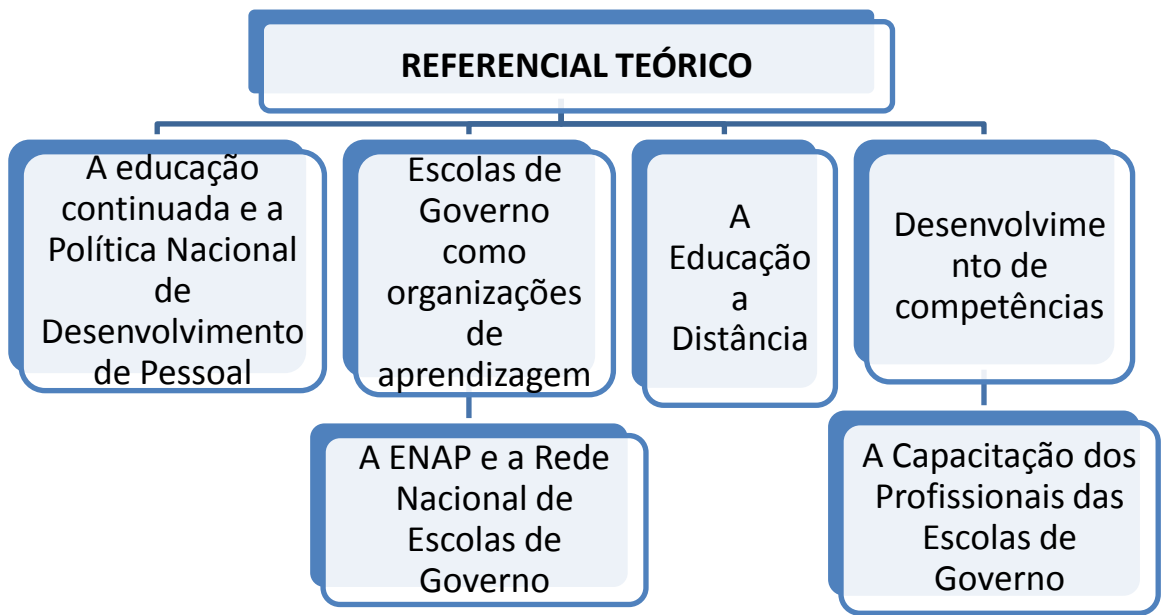 REFERENCIAL TEÓRICO
A educação
continuada e a
Política Nacional
de
Desenvolvimento
de Pessoal
Escolas de
Governo
como
organizações
de
aprendizagem
A
Educação
a
Distância
Desenvolvime
nto de
competências
A ENAP e a Rede
Nacional de
Escolas de
Governo
A Capacitação dos
Profissionais das
Escolas de
Governo